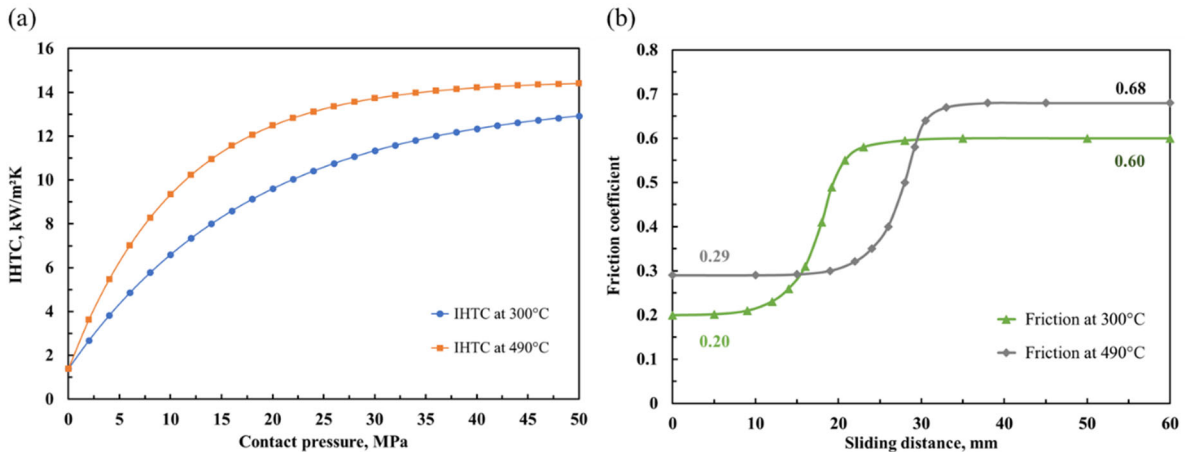 (a)
16
14
12
10
8
6
4
2
0
IHTC, kW/m²K
IHTC at 300°C
IHTC at 490°C
0 5 10 15 20 25 30 35 40 45 50
Contact pressure, MPa
(b)
0.8
0.7
0.6
0.5
0.4
0.3
0.2
0.1
0
Friction coefficient
0.68
0.60
0.29
0.20
Friction at 300°C
Friction at 490°C
0 10 20 30 40 50 60
Sliding distance, mm